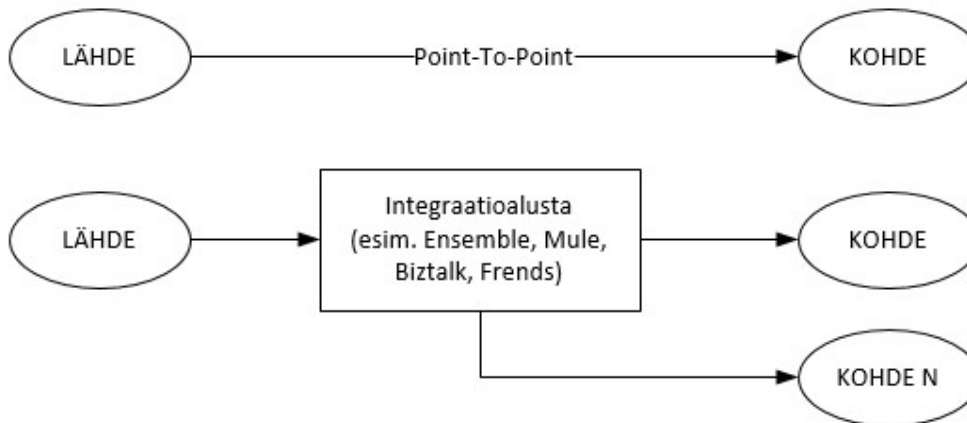 LÄHDE
Point-To-Point
KOHDE
LÄHDE
Integraatioalusta
(esim. Ensemble, Mule,
Biztalk, Frends)
KOHDE
KOHDE N